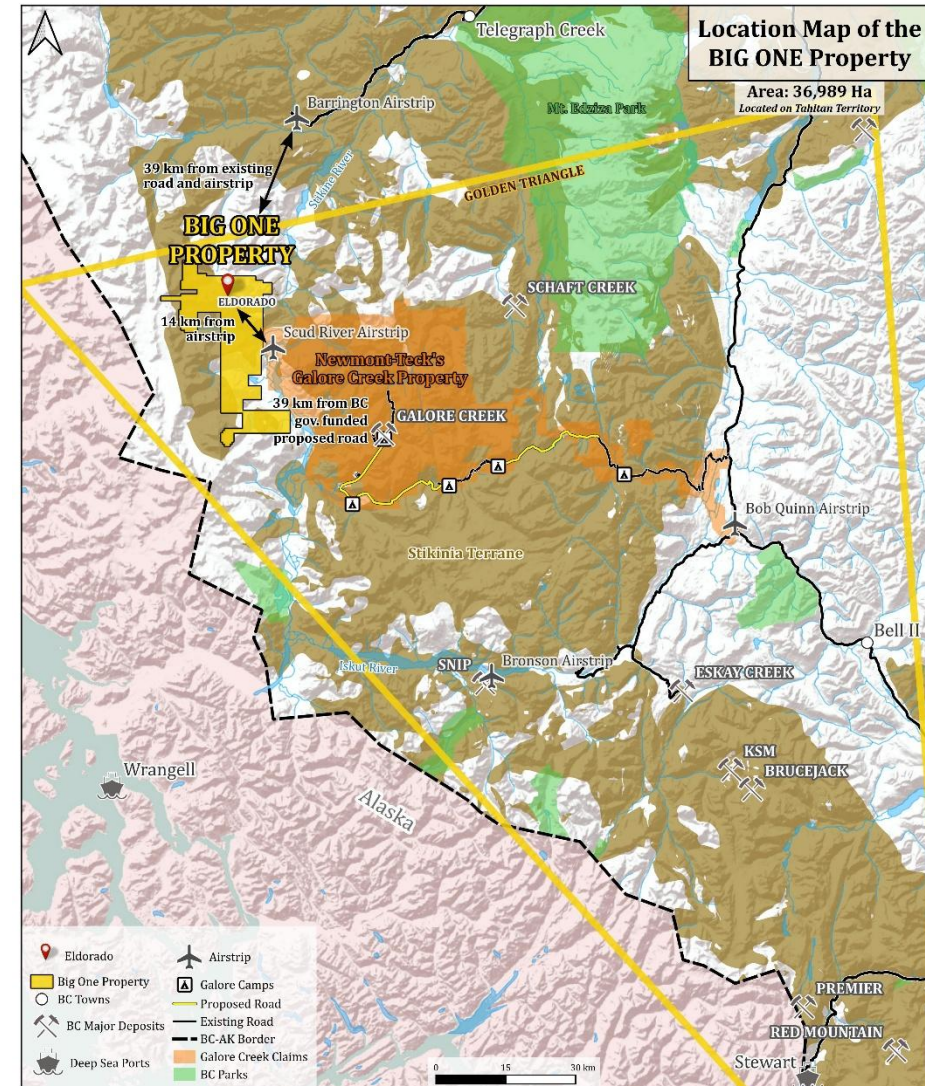 Location Map of the
BIG ONE Property
Area: 36,989 Ha
Located on Tahltan Territory
Telegraph Creek
Barrington Airstrip
Mt. Edziza Park
39 km from existing
road and airstrip
Stikine River
GOLDEN TRIANGLE
BIG ONE
PROPERTY
ELDORADO
SCHAFT CREEK
14 km from
airstrip
Scud River Airstrip
Newmont-Teck's
Galore Creek Property
39 km from BC
gov. funded
proposed road
GALORE CREEK
Bob Quinn Airstrip
Stikinia Terrane
Bell II
Iskut River
SNIP
Bronson Airstrip
ESKAY CREEK
KSM
BRUCEJACK
Wrangell
Alaska
PREMIER
RED MOUNTAIN
Stewart
Eldorado
Big One Property
BC Towns
BC Major Deposits
Deep Sea Ports
Airstrip
Galore Camps
Proposed Road
Existing Road
BC-AK Border
Galore Creek Claims
BC Parks
0 15 30 km